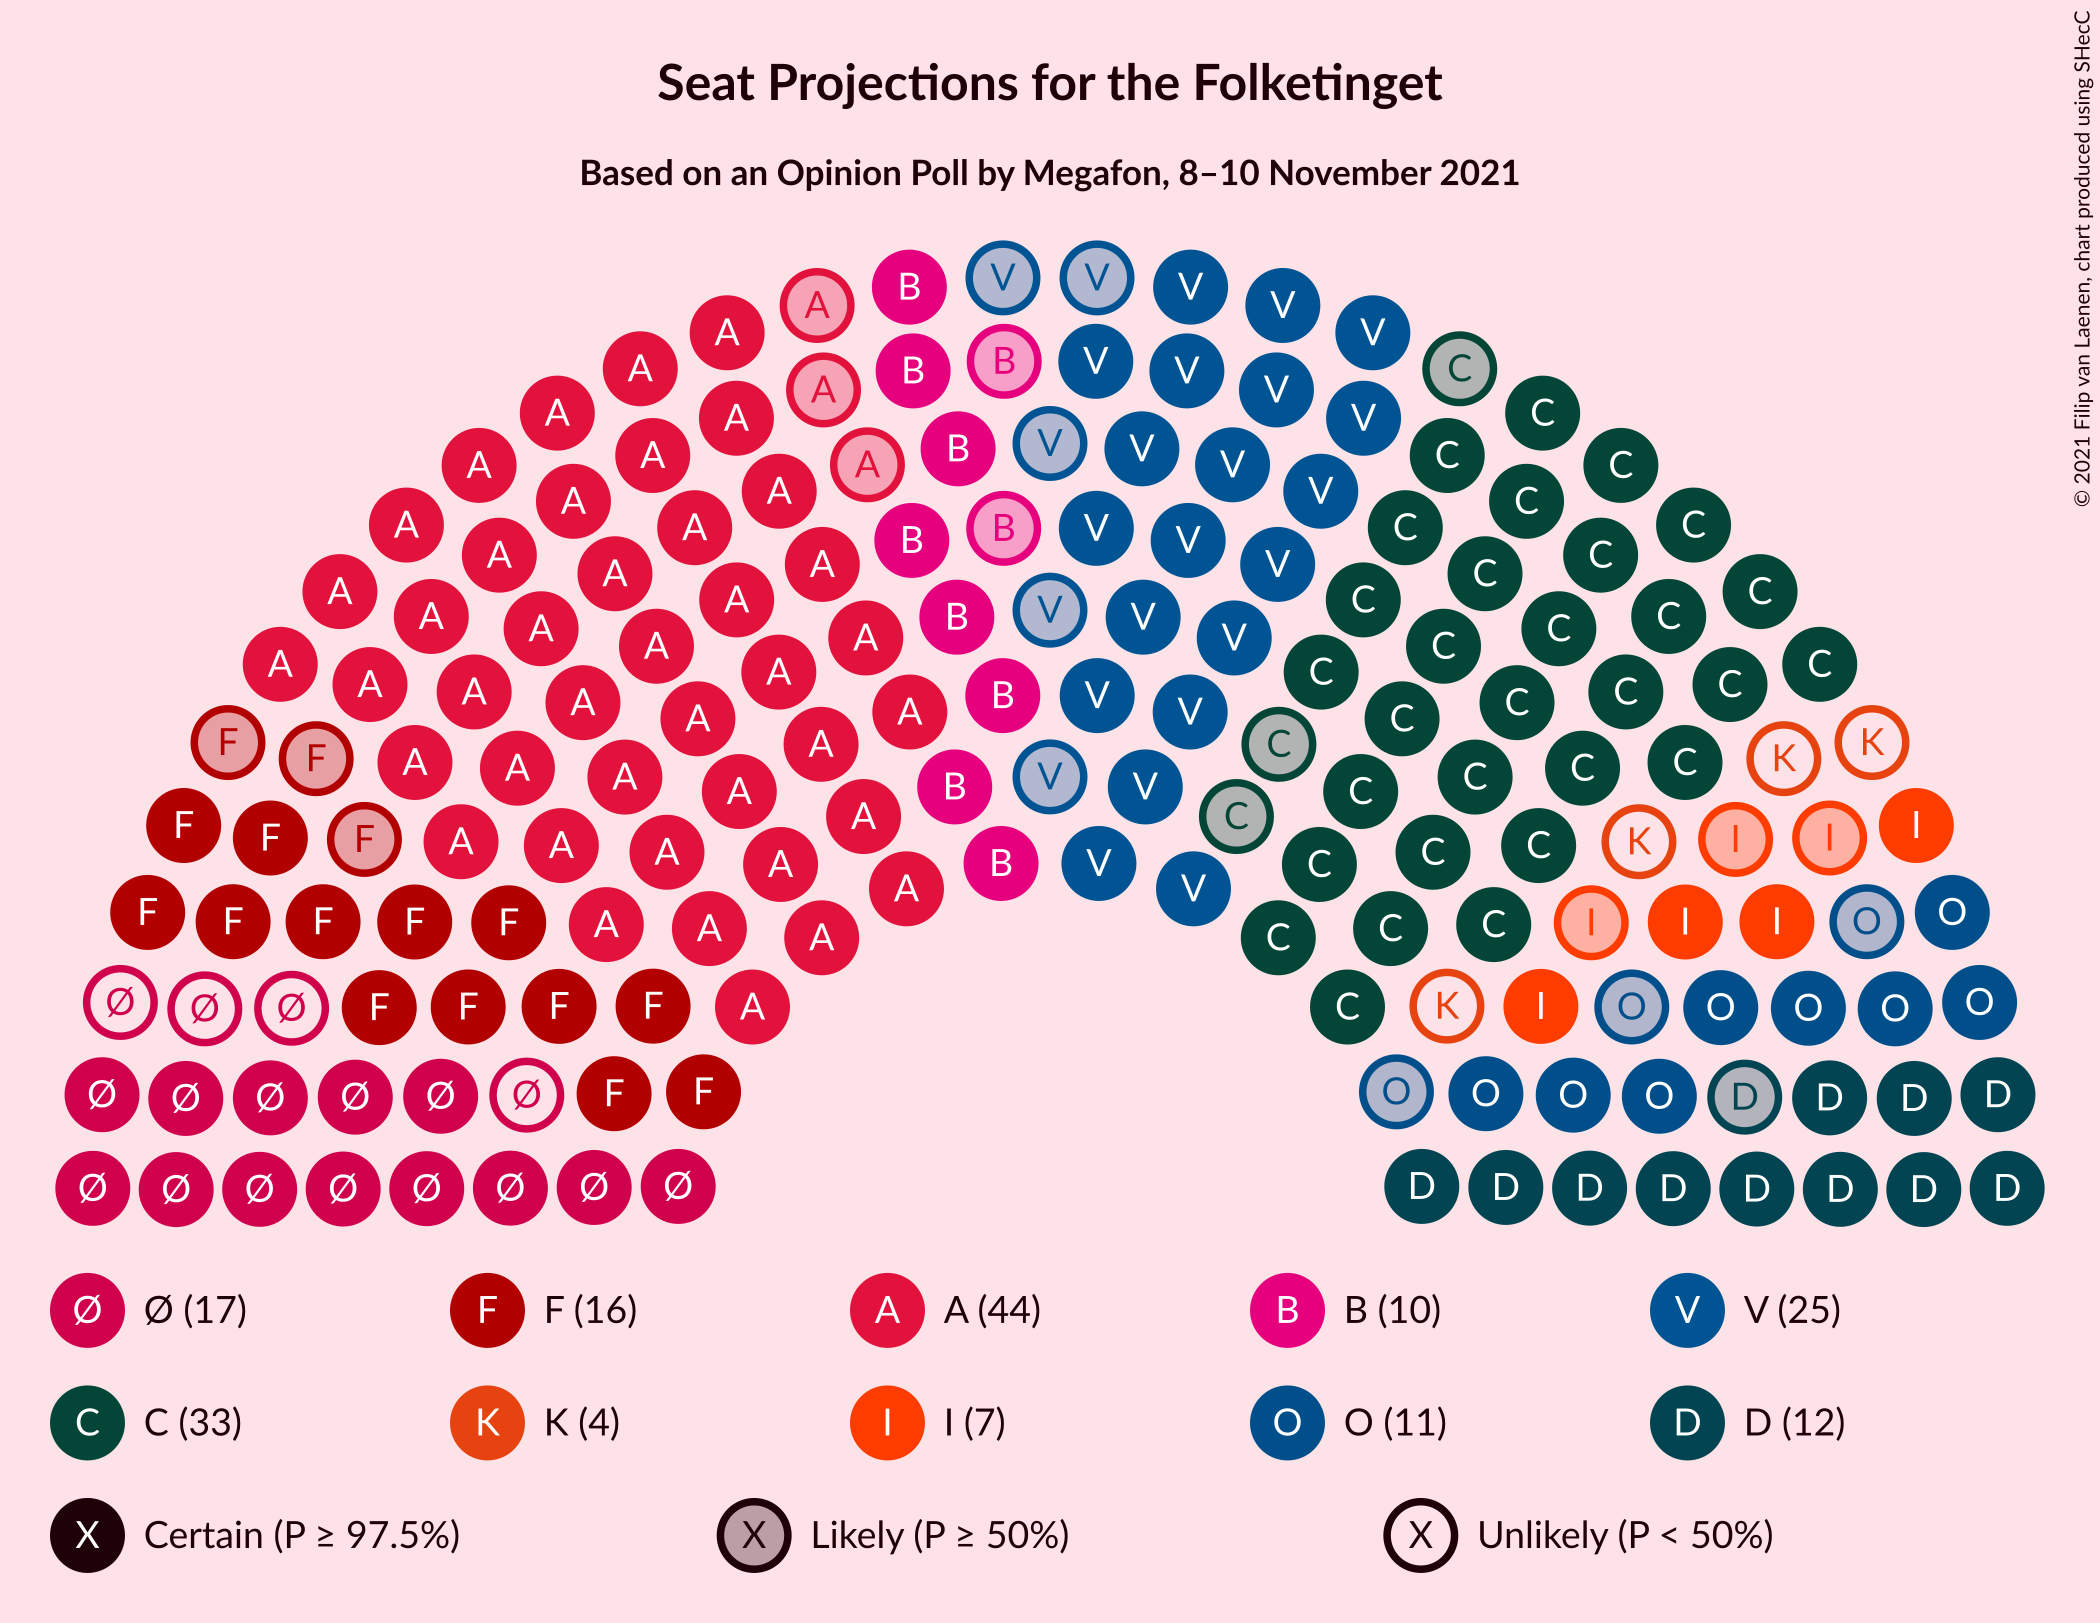 Seat Projections for the Folketinget
Based on an Opinion Poll by Megafon, 8–10 November 2021
© 2021 Filip van Laenen, chart produced using SHecC
B V V V V
A B B V V V V V C
A A A B V V V V C C
A A A A B B V V V C C C
A A A A A B V V V C C C C
A A A A A A B V V C C C C C
A A A A A A A B V V C C C C C C
F F A A A A A A B V V C C C C C C K K
F F F A A A A A B V V C C C C K I I I
F F F F F A A A C C C I I I O O
Ø Ø Ø F F F F A C K I O O O O O
Ø Ø Ø Ø Ø Ø F F O O O O D D D D
Ø Ø Ø Ø Ø Ø Ø Ø D D D D D D D D
Ø Ø (17) F F (16) A A (44) B B (10) V V (25)
C C (33) K K (4) I I (7) O O (11) D D (12)
X Certain (P ≥ 97.5%) X Likely (P ≥ 50%) X Unlikely (P < 50%)